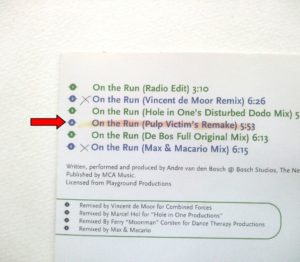 On the Run (Radio Edit) 3:10
On the Run (Vincent de Moor Remix) 6:26
On the Run (Hole in One's Disturbed Dodo Mix)
On the Run (Pulp Victim's Remake) 5:53
On the Run (De Bos Full Original Mix) 6:13
On the Run (Max & Macario Mix) 6:15
Written, performed and produced by Andre van den Bosch @ Bosch Studios, The
Published by MCA Music.
Licensed from Playground Productions
Remixed by Vincent de Moor for Combined Forces
Remixed by Marcel Hol for "Hole in One Productions"
Remixed by Ferry "Moonman" Corsten for Dance Therapy Productions
Remixed by Max & Macario